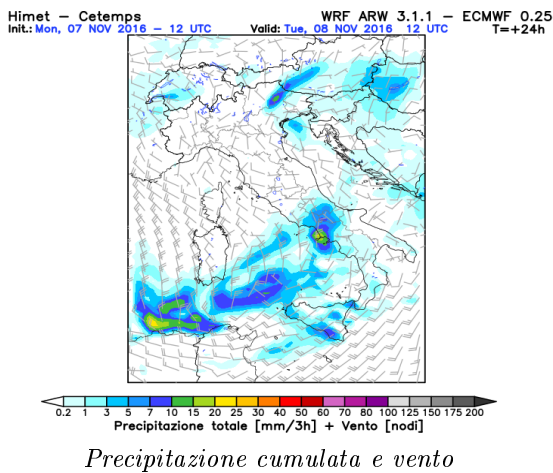 Himet – Cetemps WRF ARW 3.1.1 – ECMWF 0.25
Init.: Mon, 07 NOV 2016 – 12 UTC Valid: Tue, 08 NOV 2016 12 UTC T=+24h
0.2 1 3 5 7 10 15 20 25 30 40 50 60 70 80 100 125 150 175 200
Precipitazione totale [mm/3h] + Vento [nodi]
Precipitazione cumulata e vento